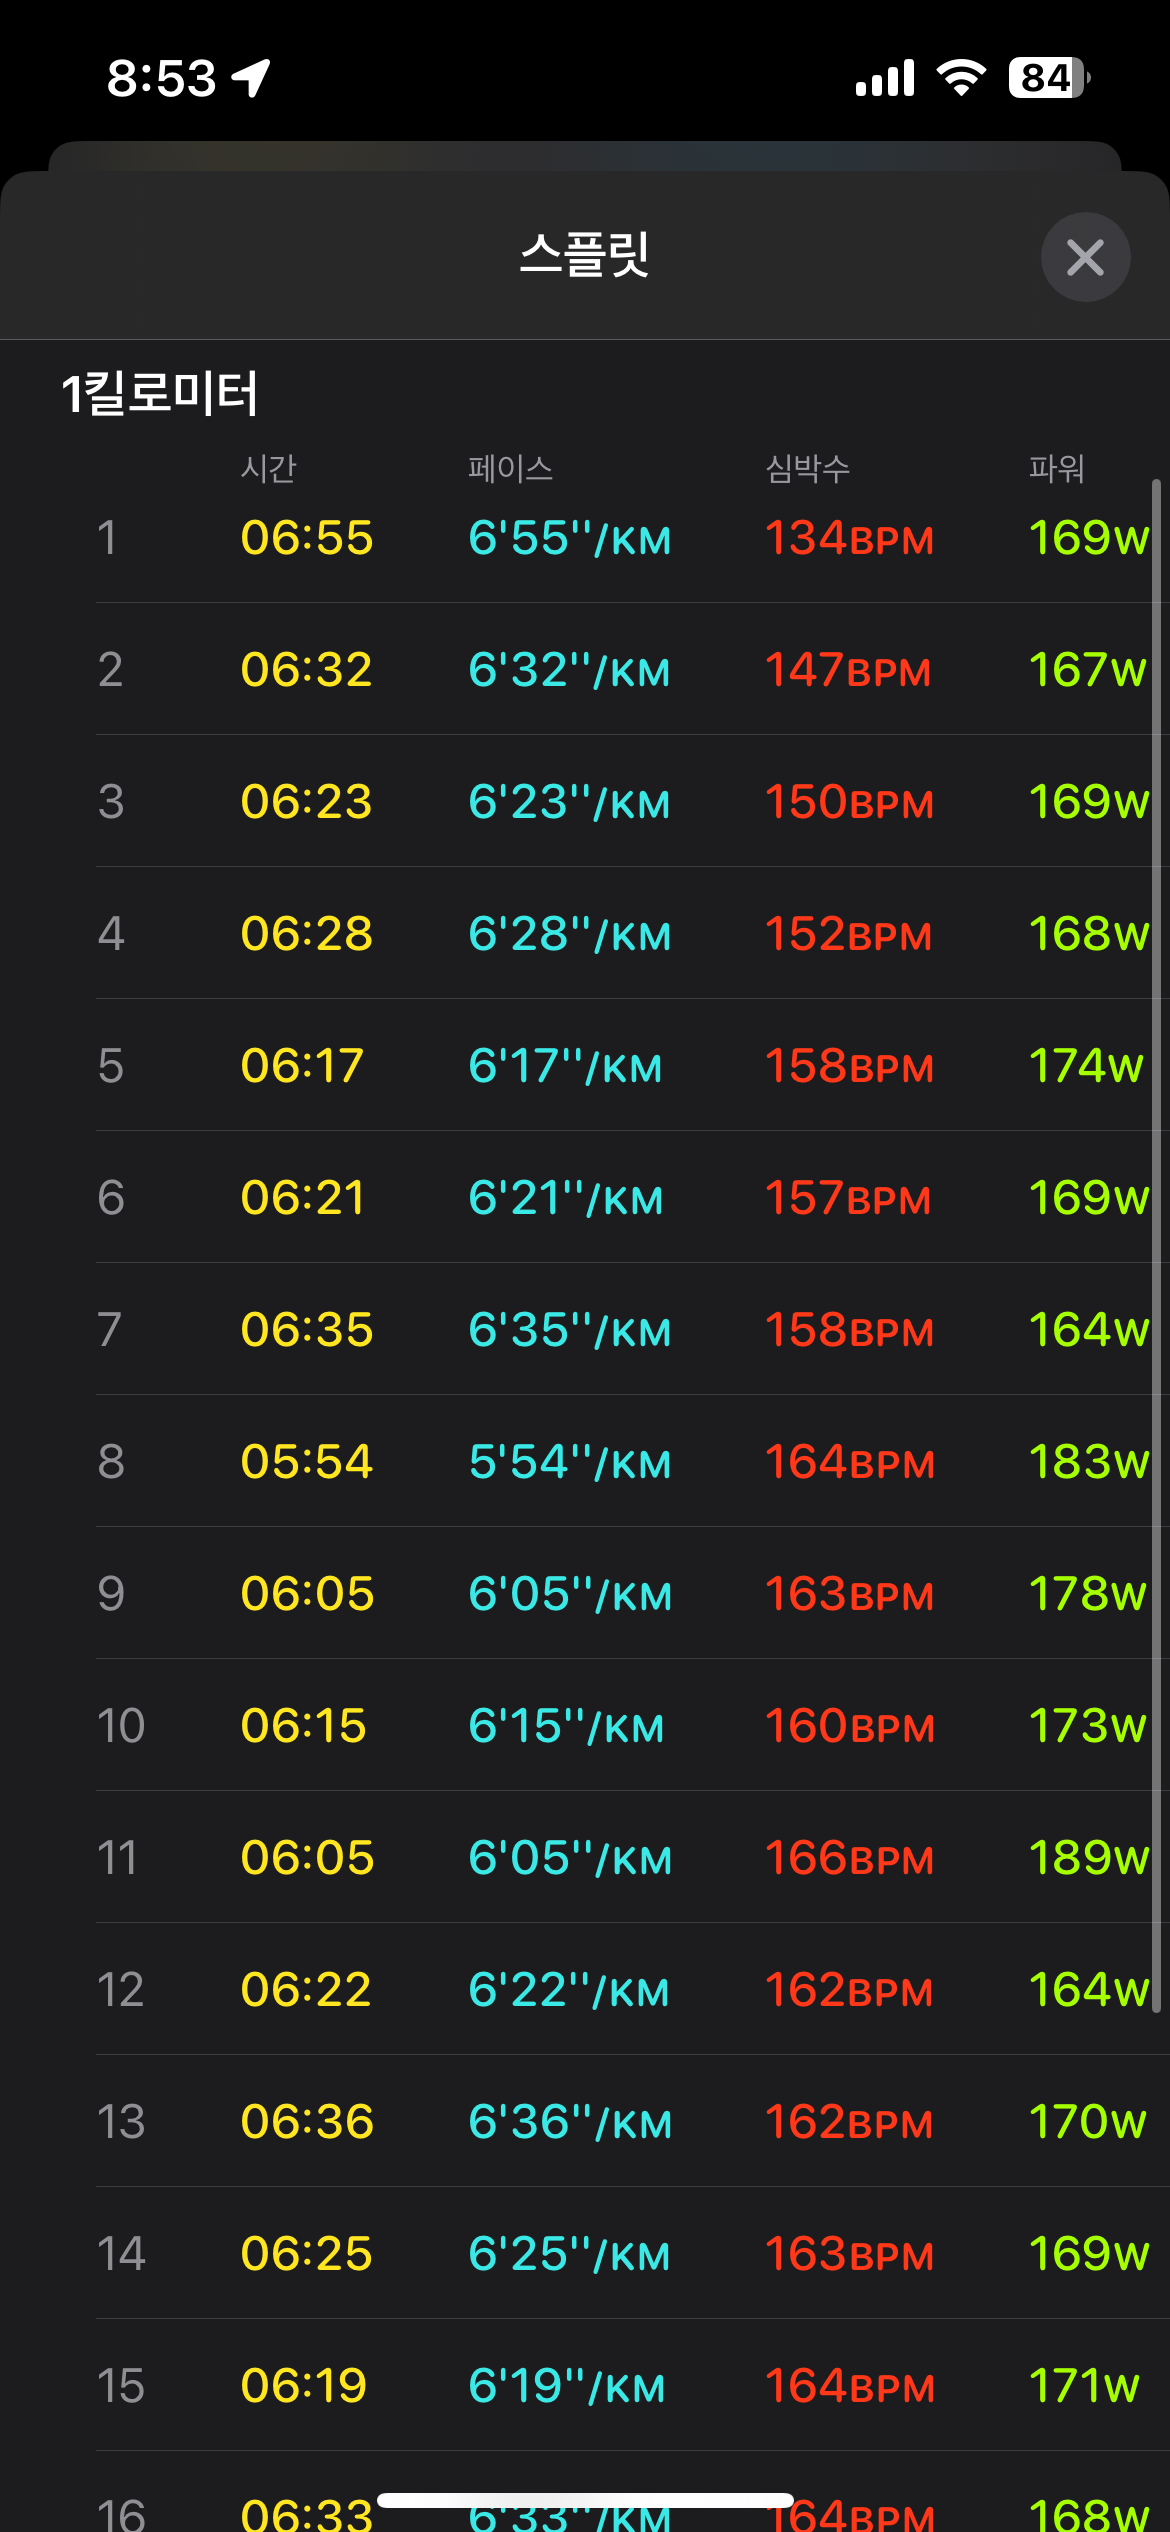 8:53
84
스플릿
1킬로미터
시간 페이스 심박수 파워
1 06:55 6'55''/KM 134BPM 169W
2 06:32 6'32''/KM 147BPM 167W
3 06:23 6'23''/KM 150BPM 169W
4 06:28 6'28''/KM 152BPM 168W
5 06:17 6'17''/KM 158BPM 174W
6 06:21 6'21''/KM 157BPM 169W
7 06:35 6'35''/KM 158BPM 164W
8 05:54 5'54''/KM 164BPM 183W
9 06:05 6'05''/KM 163BPM 178W
10 06:15 6'15''/KM 160BPM 173W
11 06:05 6'05''/KM 166BPM 189W
12 06:22 6'22''/KM 162BPM 164W
13 06:36 6'36''/KM 162BPM 170W
14 06:25 6'25''/KM 163BPM 169W
15 06:19 6'19''/KM 164BPM 171W
16 06:33 6'33''/KM 164BPM 168W